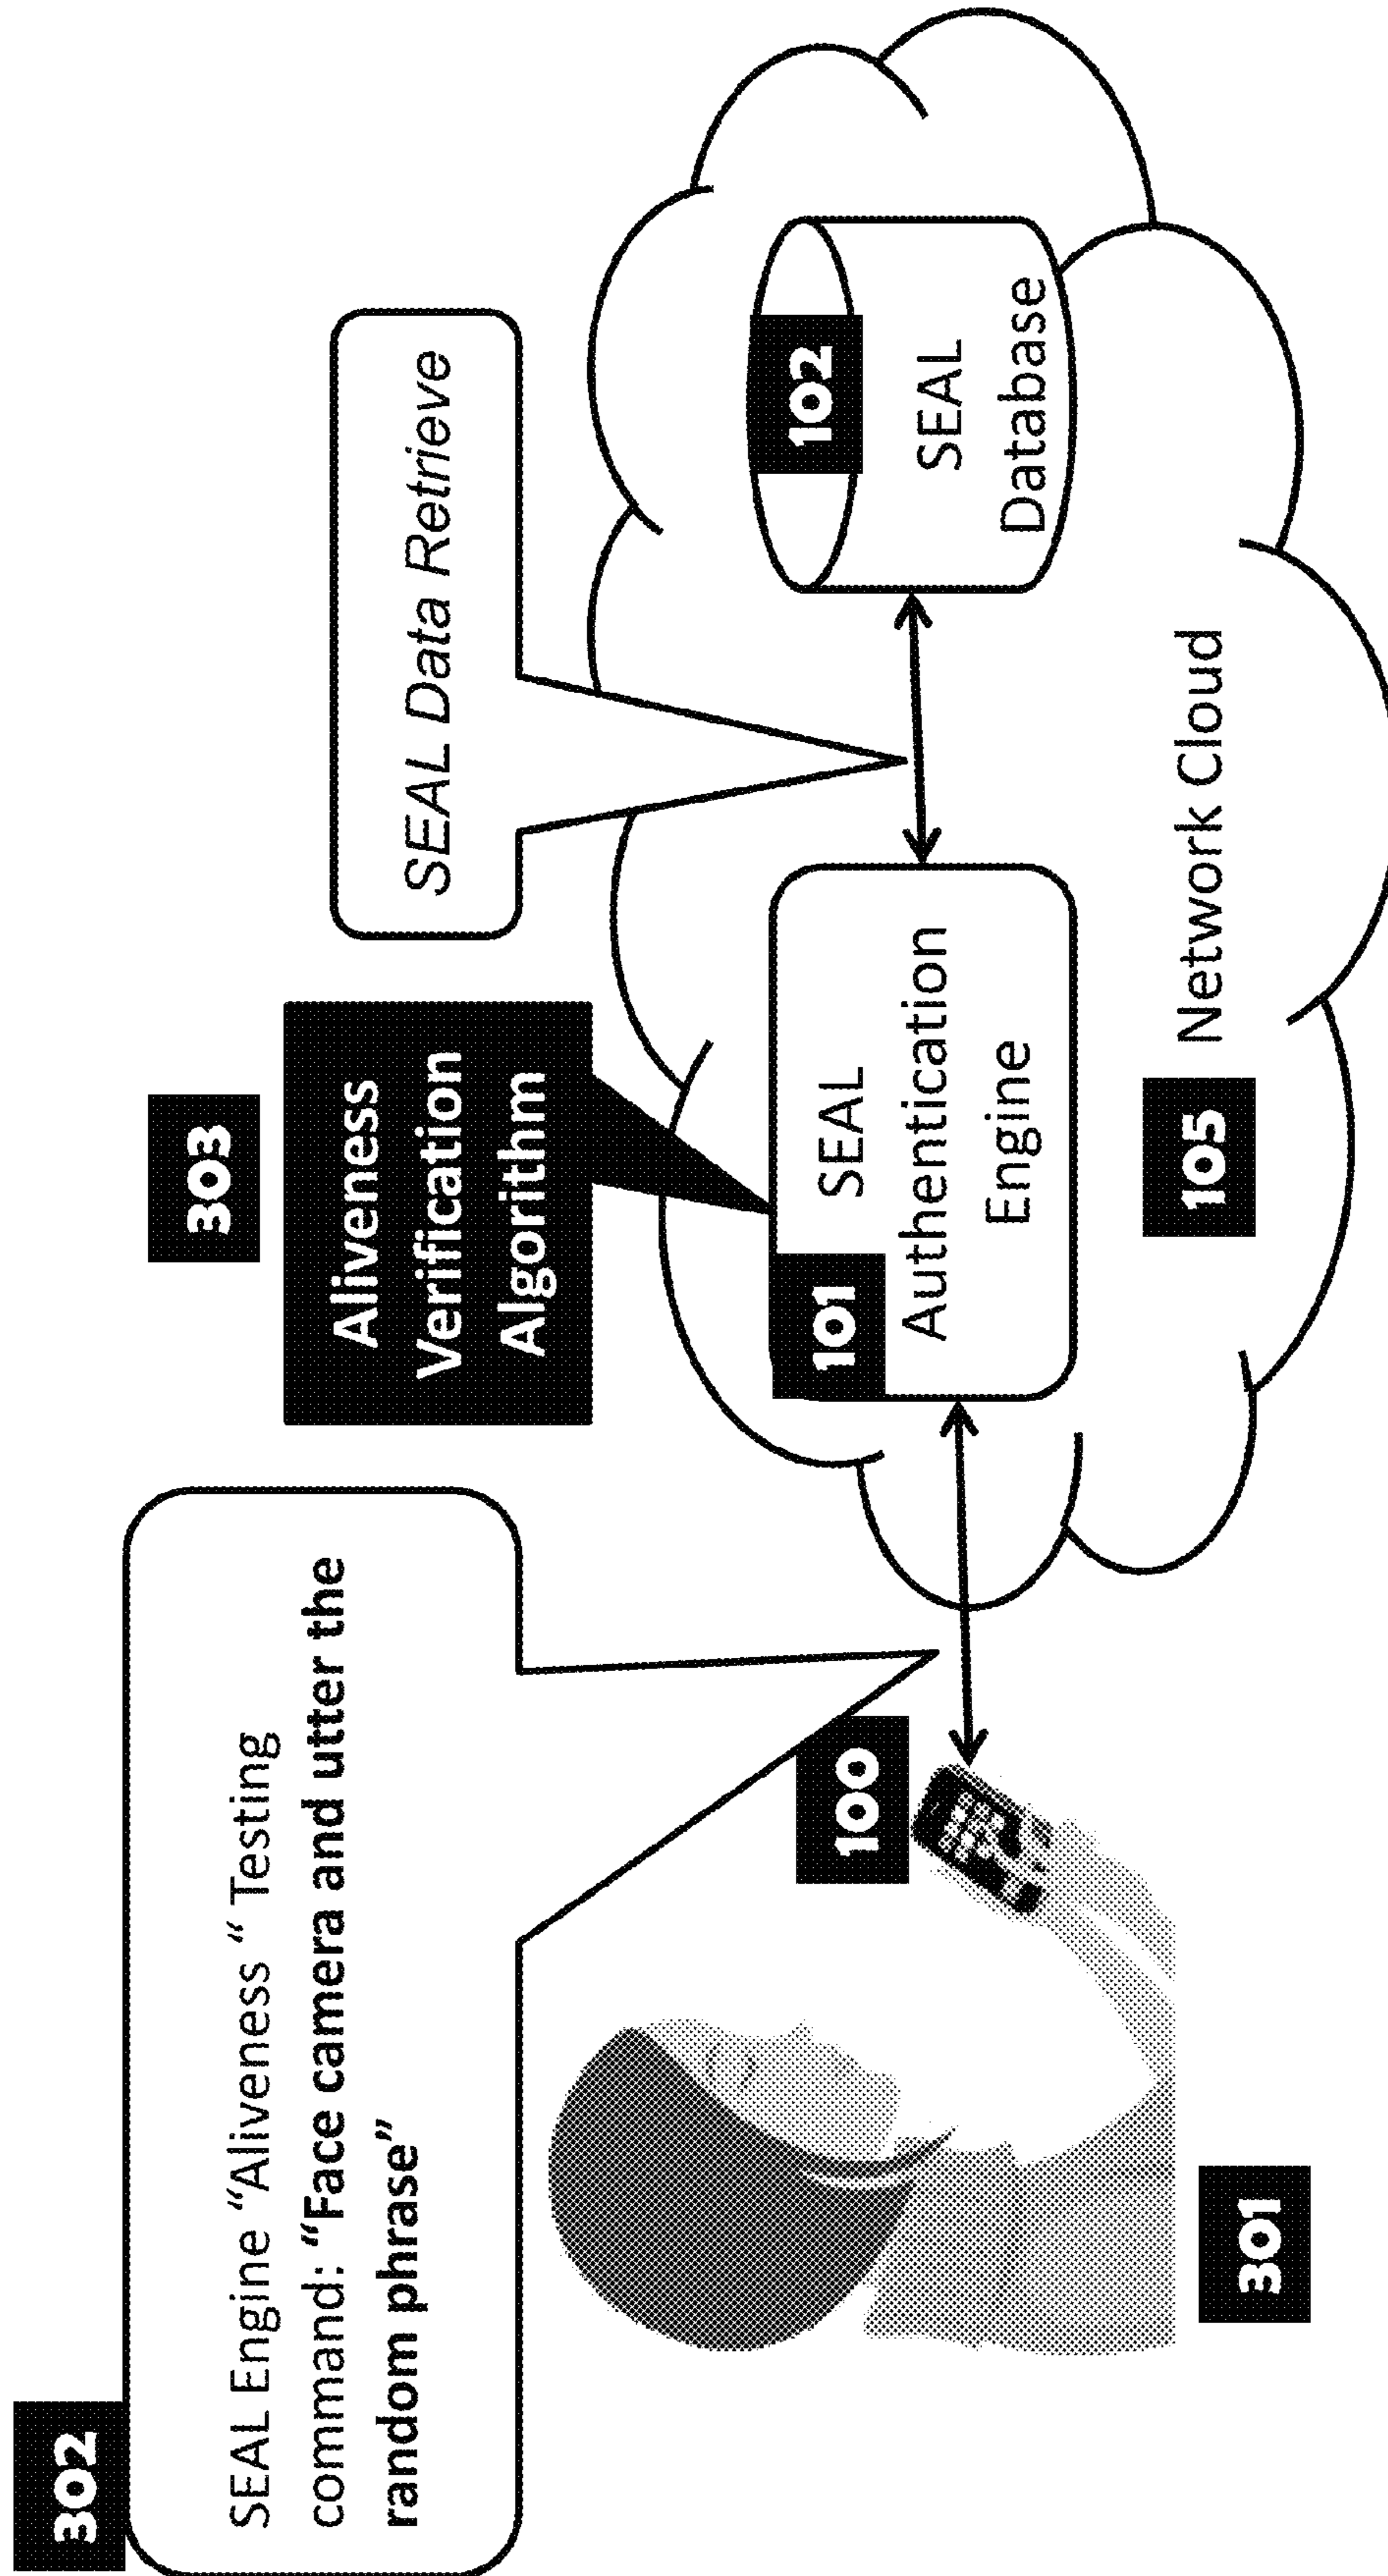 302
SEAL Engine “Aliveness “ Testing
command: “Face camera and utter the
random phrase”
303
Aliveness
Verification
Algorithm
SEAL Data Retrieve
100
301
101
SEAL
Authentication
Engine
102
SEAL
Database
105
Network Cloud